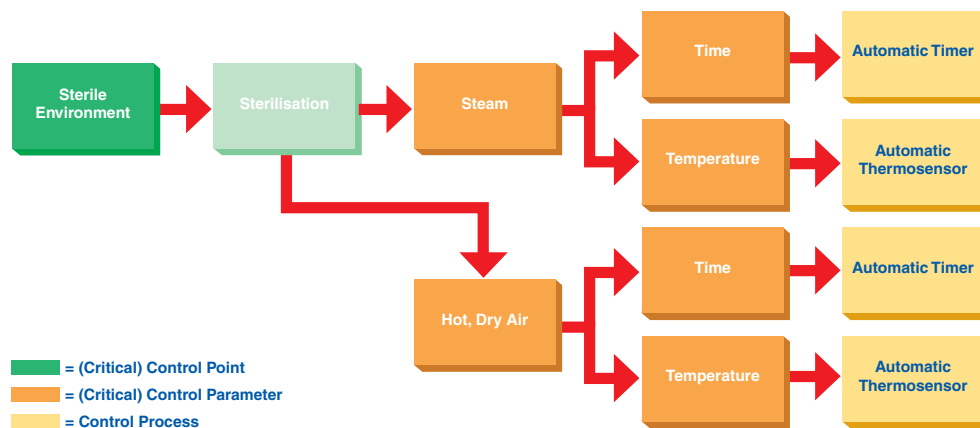 Sterile
Environment
Sterilisation
Steam
Time
Automatic Timer
Temperature
Automatic
Thermosensor
Hot, Dry Air
Time
Automatic Timer
Temperature
Automatic
Thermosensor
= (Critical) Control Point
= (Critical) Control Parameter
= Control Process